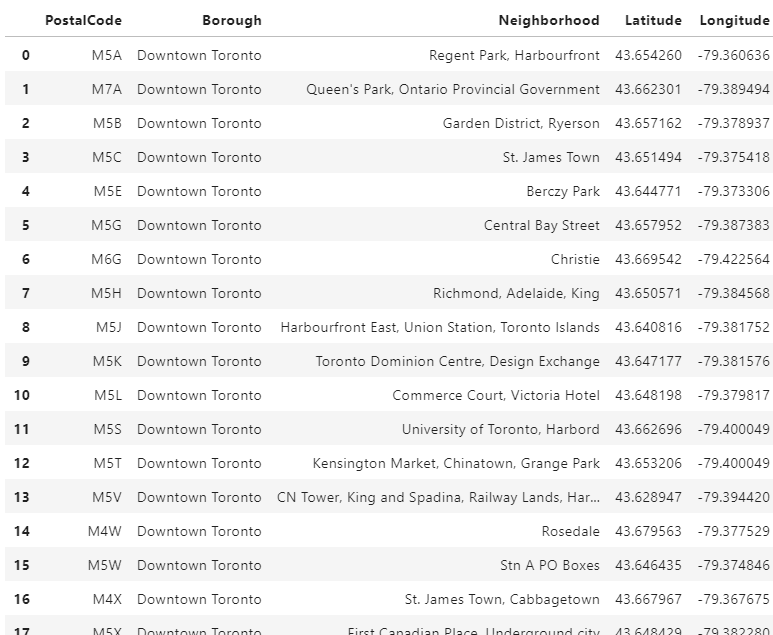 PostalCode Borough Neighborhood Latitude Longitude
0 M5A Downtown Toronto Regent Park, Harbourfront 43.654260 -79.360636
1 M7A Downtown Toronto Queen's Park, Ontario Provincial Government 43.662301 -79.389494
2 M5B Downtown Toronto Garden District, Ryerson 43.657162 -79.378937
3 M5C Downtown Toronto St. James Town 43.651494 -79.375418
4 M5E Downtown Toronto Berczy Park 43.644771 -79.373306
5 M5G Downtown Toronto Central Bay Street 43.657952 -79.387383
6 M6G Downtown Toronto Christie 43.669542 -79.422564
7 M5H Downtown Toronto Richmond, Adelaide, King 43.650571 -79.384568
8 M5J Downtown Toronto Harbourfront East, Union Station, Toronto Islands 43.640816 -79.381752
9 M5K Downtown Toronto Toronto Dominion Centre, Design Exchange 43.647177 -79.381576
10 M5L Downtown Toronto Commerce Court, Victoria Hotel 43.648198 -79.379817
11 M5S Downtown Toronto University of Toronto, Harbord 43.662696 -79.400049
12 M5T Downtown Toronto Kensington Market, Chinatown, Grange Park 43.653206 -79.400049
13 M5V Downtown Toronto CN Tower, King and Spadina, Railway Lands, Har... 43.628947 -79.394420
14 M4W Downtown Toronto Rosedale 43.679563 -79.377529
15 M5W Downtown Toronto Stn A PO Boxes 43.646435 -79.374846
16 M4X Downtown Toronto St. James Town, Cabbagetown 43.667967 -79.367675
17 M5X Downtown Toronto First Canadian Place, Underground city 43.648429 -79.382280